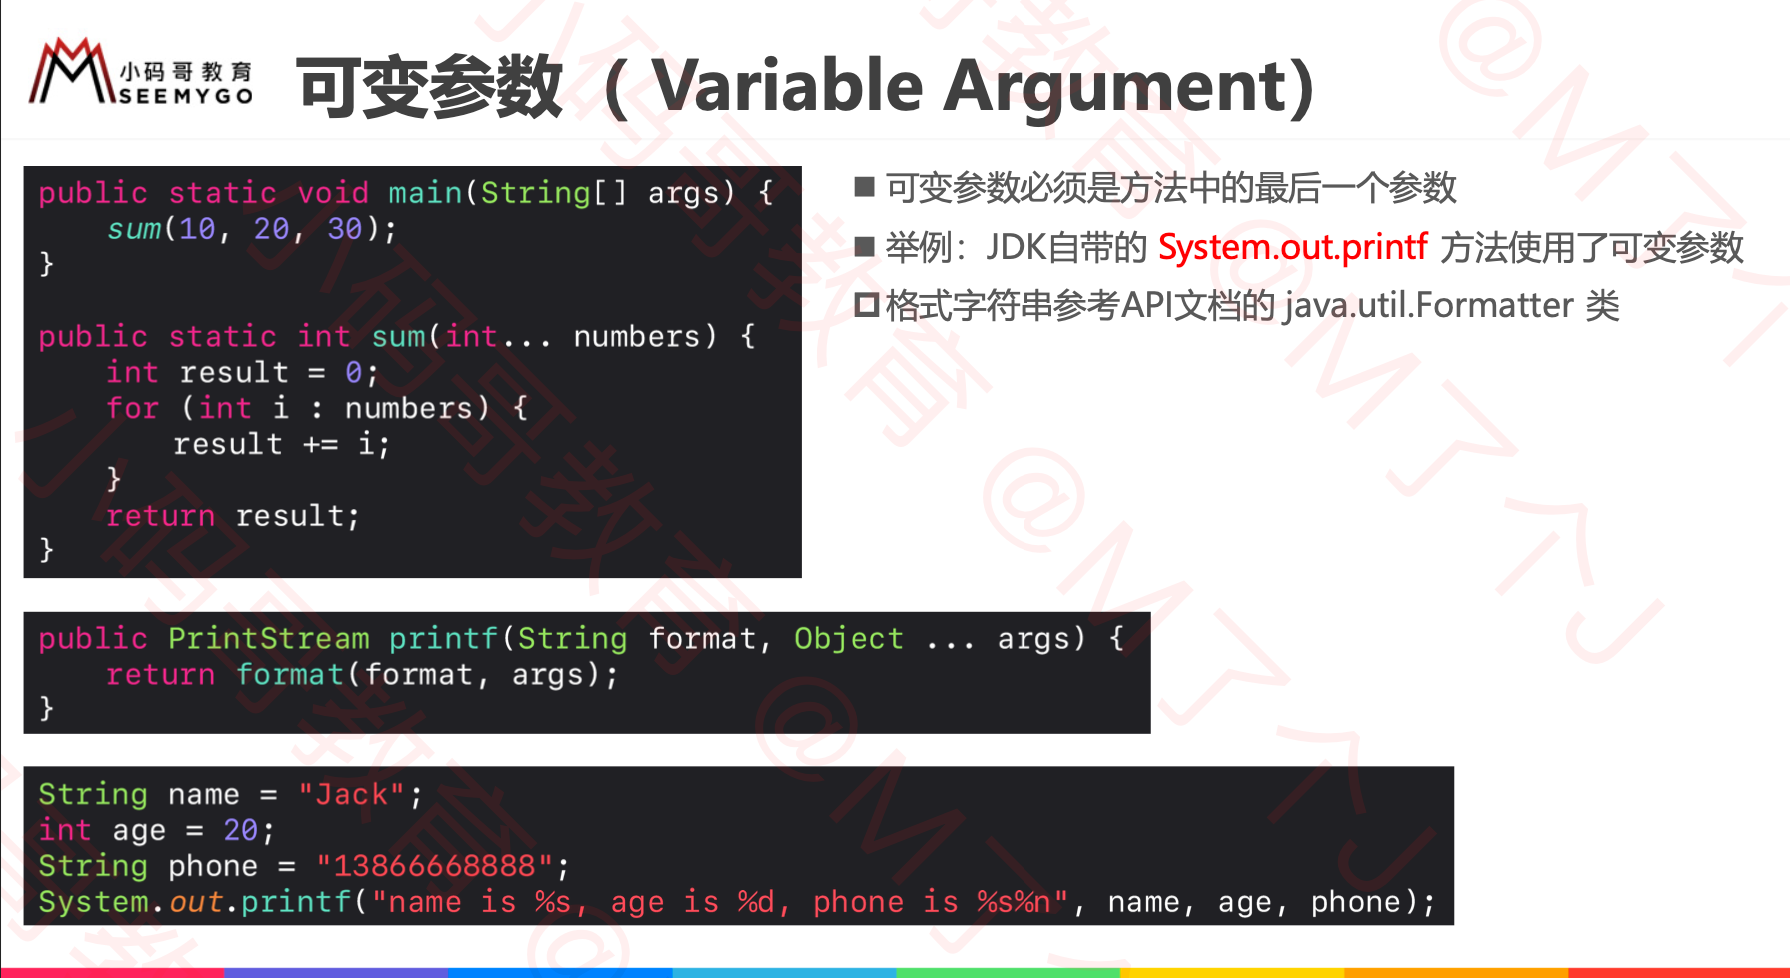 小码哥教育
SEEMYGO
可变参数（ Variable Argument）
public static void main(String[] args) {
    sum(10, 20, 30);
}
public static int sum(int... numbers) {
    int result = 0;
    for (int i : numbers) {
        result += i;
    }
    return result;
}
■ 可变参数必须是方法中的最后一个参数
■ 举例：JDK自带的 System.out.printf 方法使用了可变参数
格式字符串参考API文档的 java.util.Formatter 类
public PrintStream printf(String format, Object ... args) {
    return format(format, args);
}
String name = "Jack";
int age = 20;
String phone = "13866668888";
System.out.printf("name is %s, age is %d, phone is %s%n", name, age, phone);
小码哥教育 @M了个J